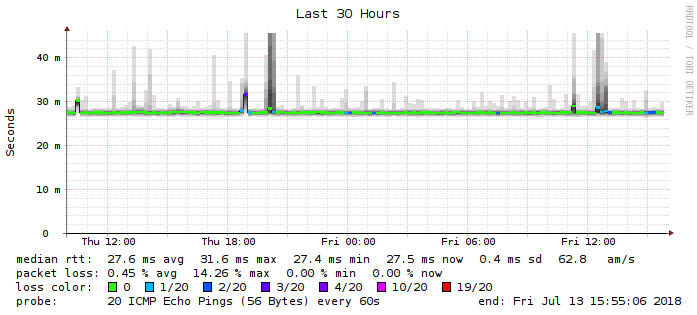 Last 30 Hours
RRDTOOL / TOBI OETIKER
Seconds
40 m
30 m
20 m
10 m
0
Thu 12:00 Thu 18:00 Fri 00:00 Fri 06:00 Fri 12:00
median rtt: 27.6 ms avg 31.6 ms max 27.4 ms min 27.5 ms now 0.4 ms sd 62.8 am/s
packet loss: 0.45 % avg 14.26 % max 0.00 % min 0.00 % now
loss color: 0 1/20 2/20 3/20 4/20 10/20 19/20
probe: 20 ICMP Echo Pings (56 Bytes) every 60s end: Fri Jul 13 15:55:06 2018